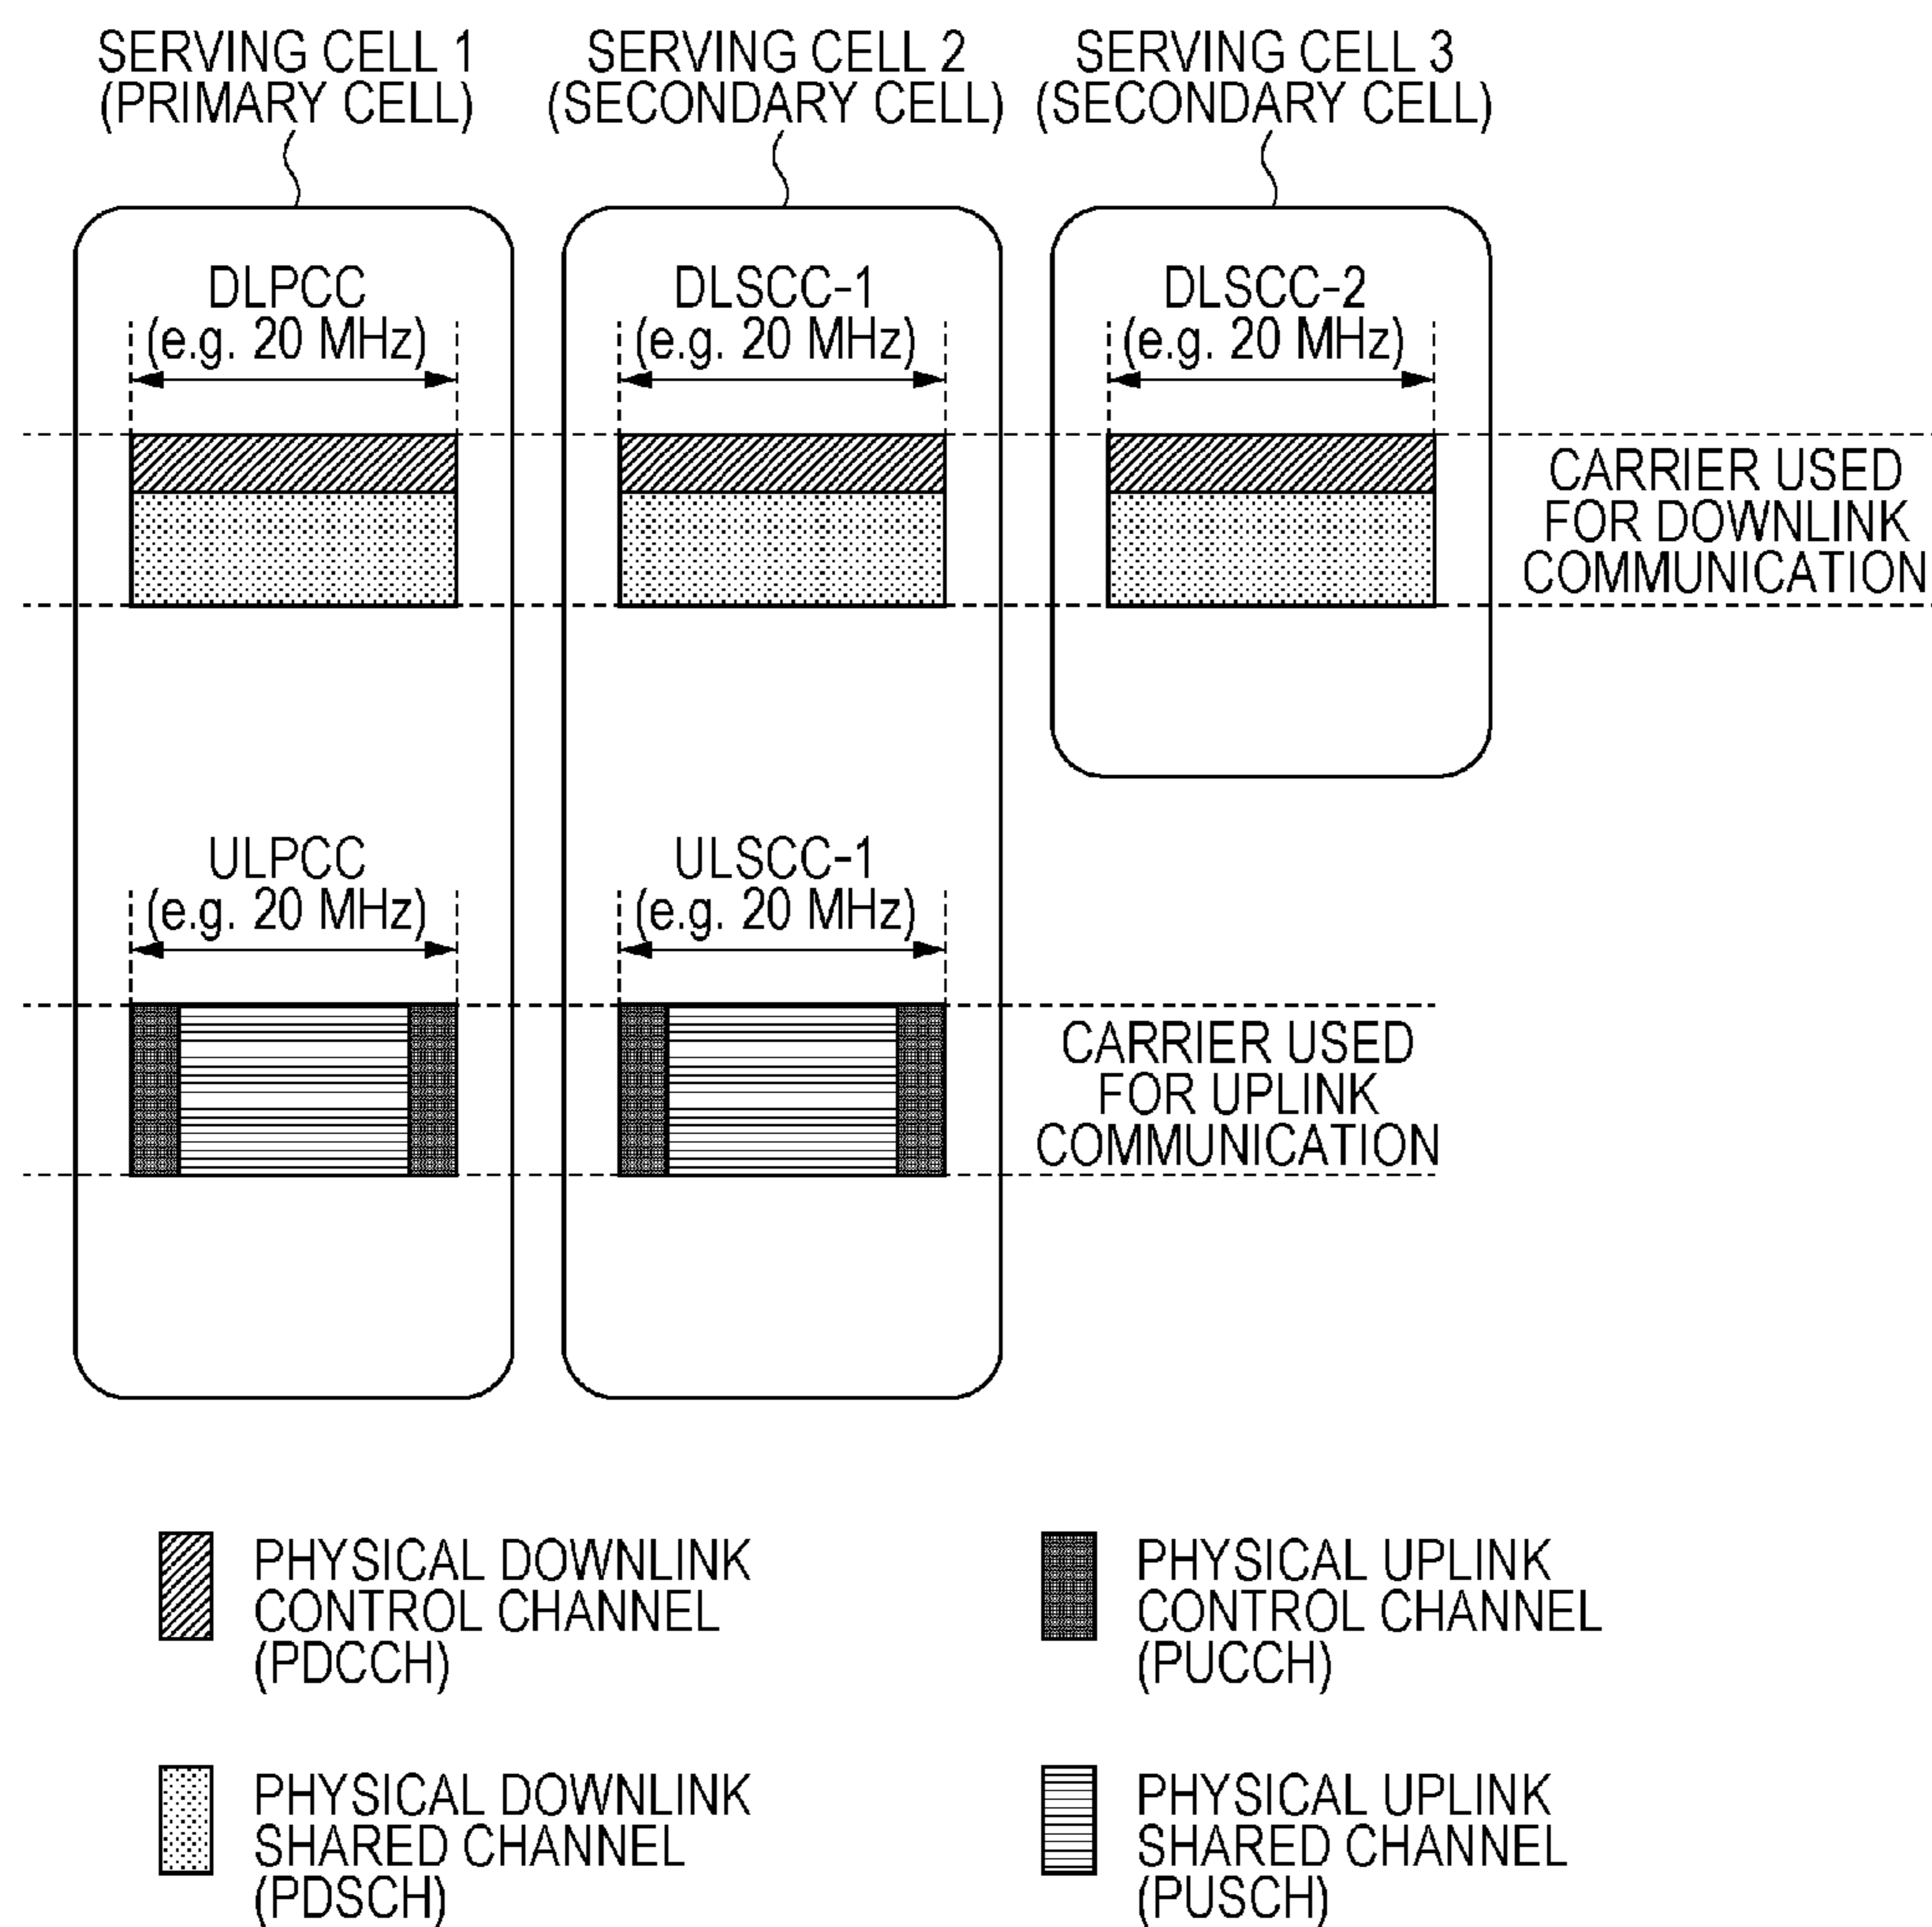 SERVING CELL 1
(PRIMARY CELL)
SERVING CELL 2
(SECONDARY CELL)
SERVING CELL 3
(SECONDARY CELL)
DLPCC
(e.g. 20 MHz)
DLSCC-1
(e.g. 20 MHz)
DLSCC-2
(e.g. 20 MHz)
CARRIER USED
FOR DOWNLINK
COMMUNICATION
ULPCC
(e.g. 20 MHz)
ULSCC-1
(e.g. 20 MHz)
CARRIER USED
FOR UPLINK
COMMUNICATION
PHYSICAL DOWNLINK
CONTROL CHANNEL
(PDCCH)
PHYSICAL UPLINK
CONTROL CHANNEL
(PUCCH)
PHYSICAL DOWNLINK
SHARED CHANNEL
(PDSCH)
PHYSICAL UPLINK
SHARED CHANNEL
(PUSCH)